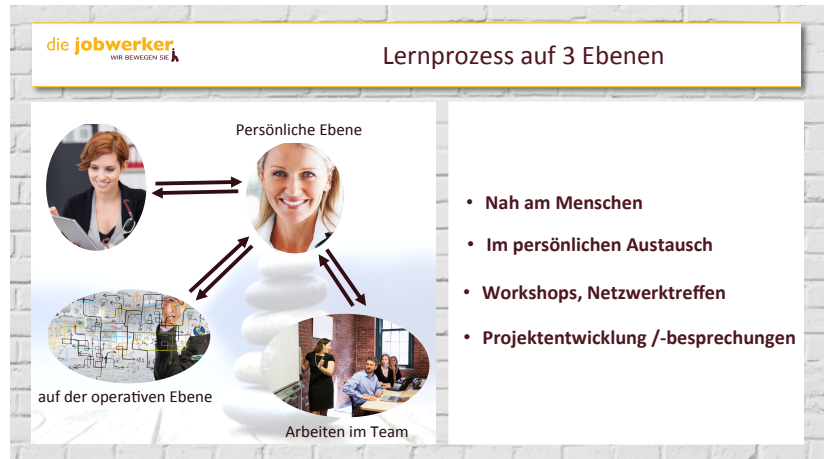 die jobwerker.
WIR BEWEGEN SIE
Lernprozess auf 3 Ebenen
Persönliche Ebene
auf der operativen Ebene
Arbeiten im Team
• Nah am Menschen
• Im persönlichen Austausch
• Workshops, Netzwerktreffen
• Projektentwicklung /-besprechungen